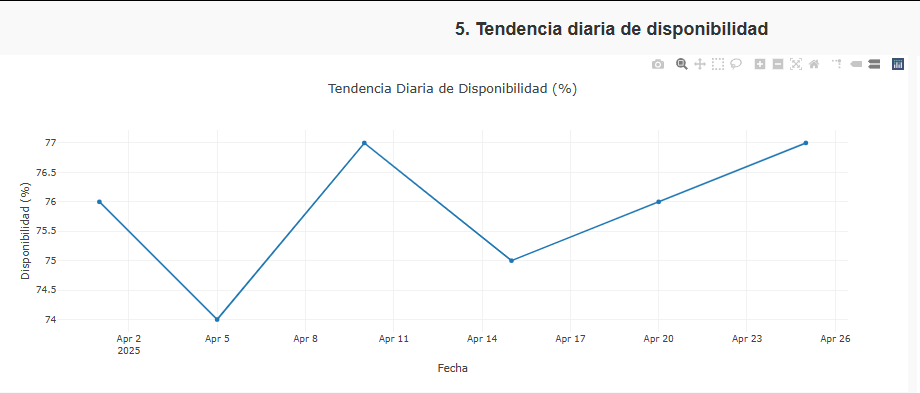 5. Tendencia diaria de disponibilidad
Tendencia Diaria de Disponibilidad (%)
Disponibilidad (%)
77
76.5
76
75.5
75
74.5
74
Apr 2
2025
Apr 5
Apr 8
Apr 11
Apr 14
Apr 17
Apr 20
Apr 23
Apr 26
Fecha